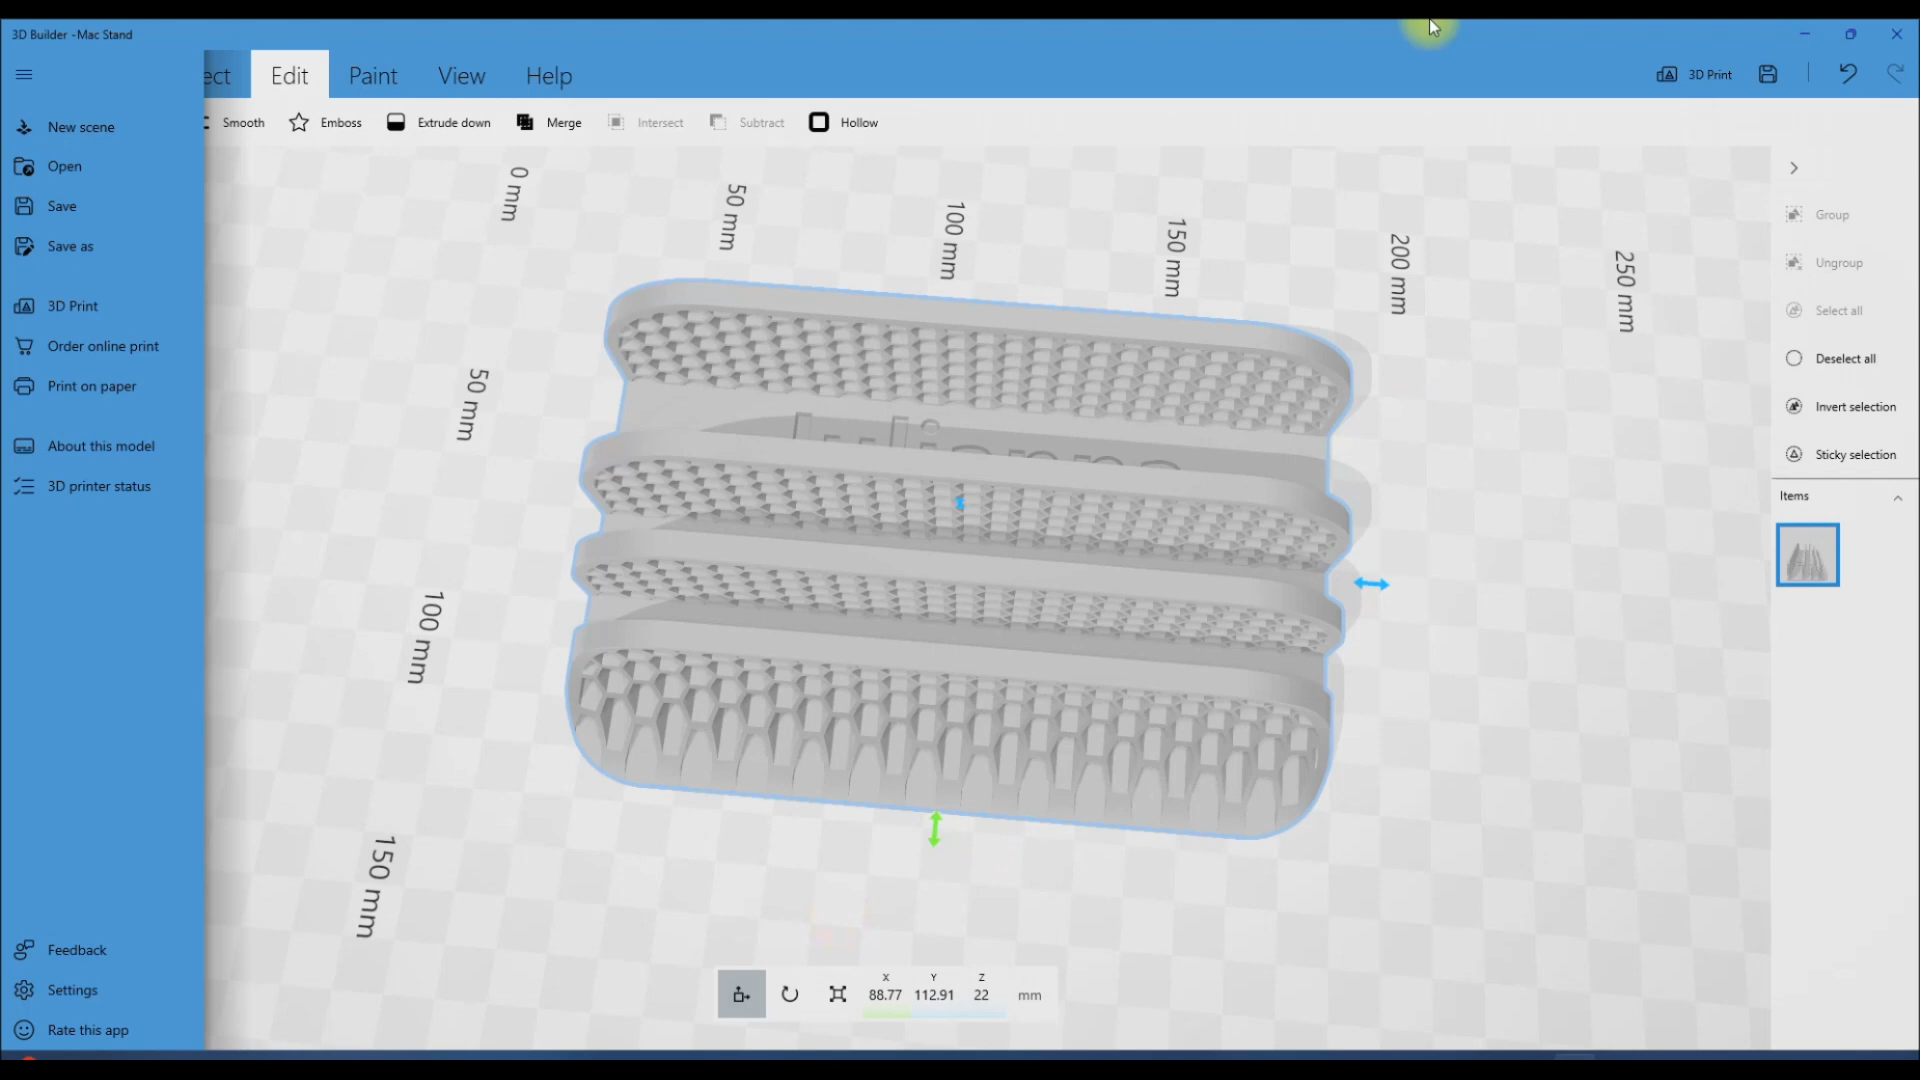 3D Builder -Mac Stand
ect
Edit
Paint
View
Help
3D Print
New scene
Smooth
Emboss
Extrude down
Merge
Intersect
Subtract
Hollow
Open
Save
Save as
3D Print
Order online print
Print on paper
About this model
3D printer status
Feedback
Settings
Rate this app
0 mm
50 mm
100 mm
150 mm
200 mm
250 mm
50 mm
100 mm
150 mm
Group
Ungroup
Select all
Deselect all
Invert selection
Sticky selection
Items
X
Y
Z
88.77
112.91
22
mm